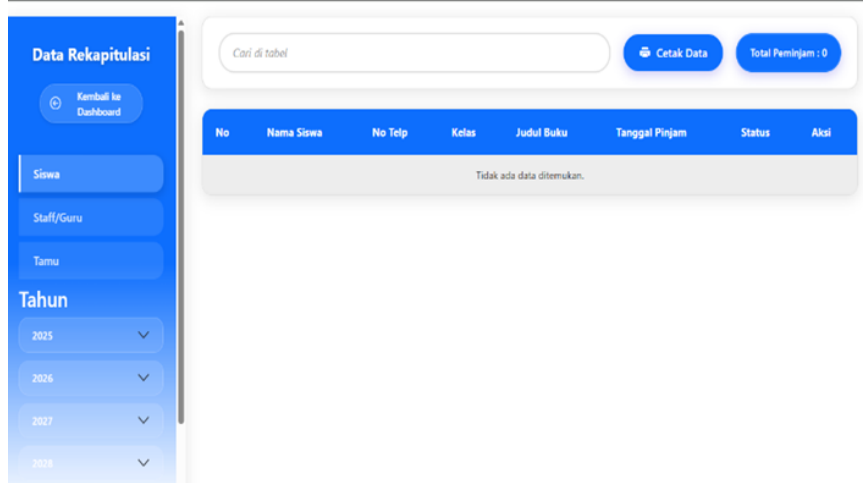 Data Rekapitulasi
Kembali ke
Dashboard
Siswa
Staff/Guru
Tamu
Tahun
2025
2026
2027
2028
Cari di tabel
Cetak Data
Total Peminjam : 0
No Nama Siswa No Telp Kelas Judul Buku Tanggal Pinjam Status Aksi
Tidak ada data ditemukan.